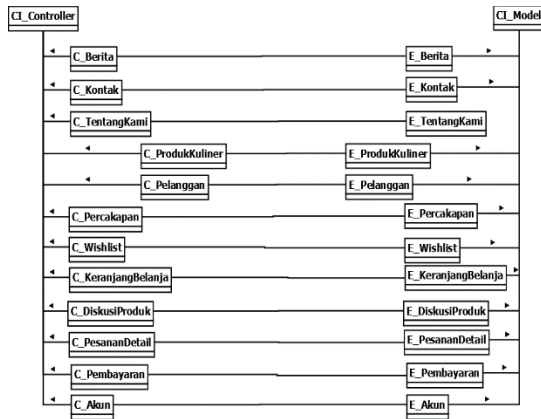 CI_Controller CI_Model
C_Berita E_Berita
C_Kontak E_Kontak
C_TentangKami E_TentangKami
C_ProdukKuliner E_ProdukKuliner
C_Pelanggan E_Pelanggan
C_Percakapan E_Percakapan
C_Wishlist E_Wishlist
C_KeranjangBelanja E_KeranjangBelanja
C_DiskusiProduk E_DiskusiProduk
C_PesananDetail E_PesananDetail
C_Pembayaran E_Pembayaran
C_Akun E_Akun